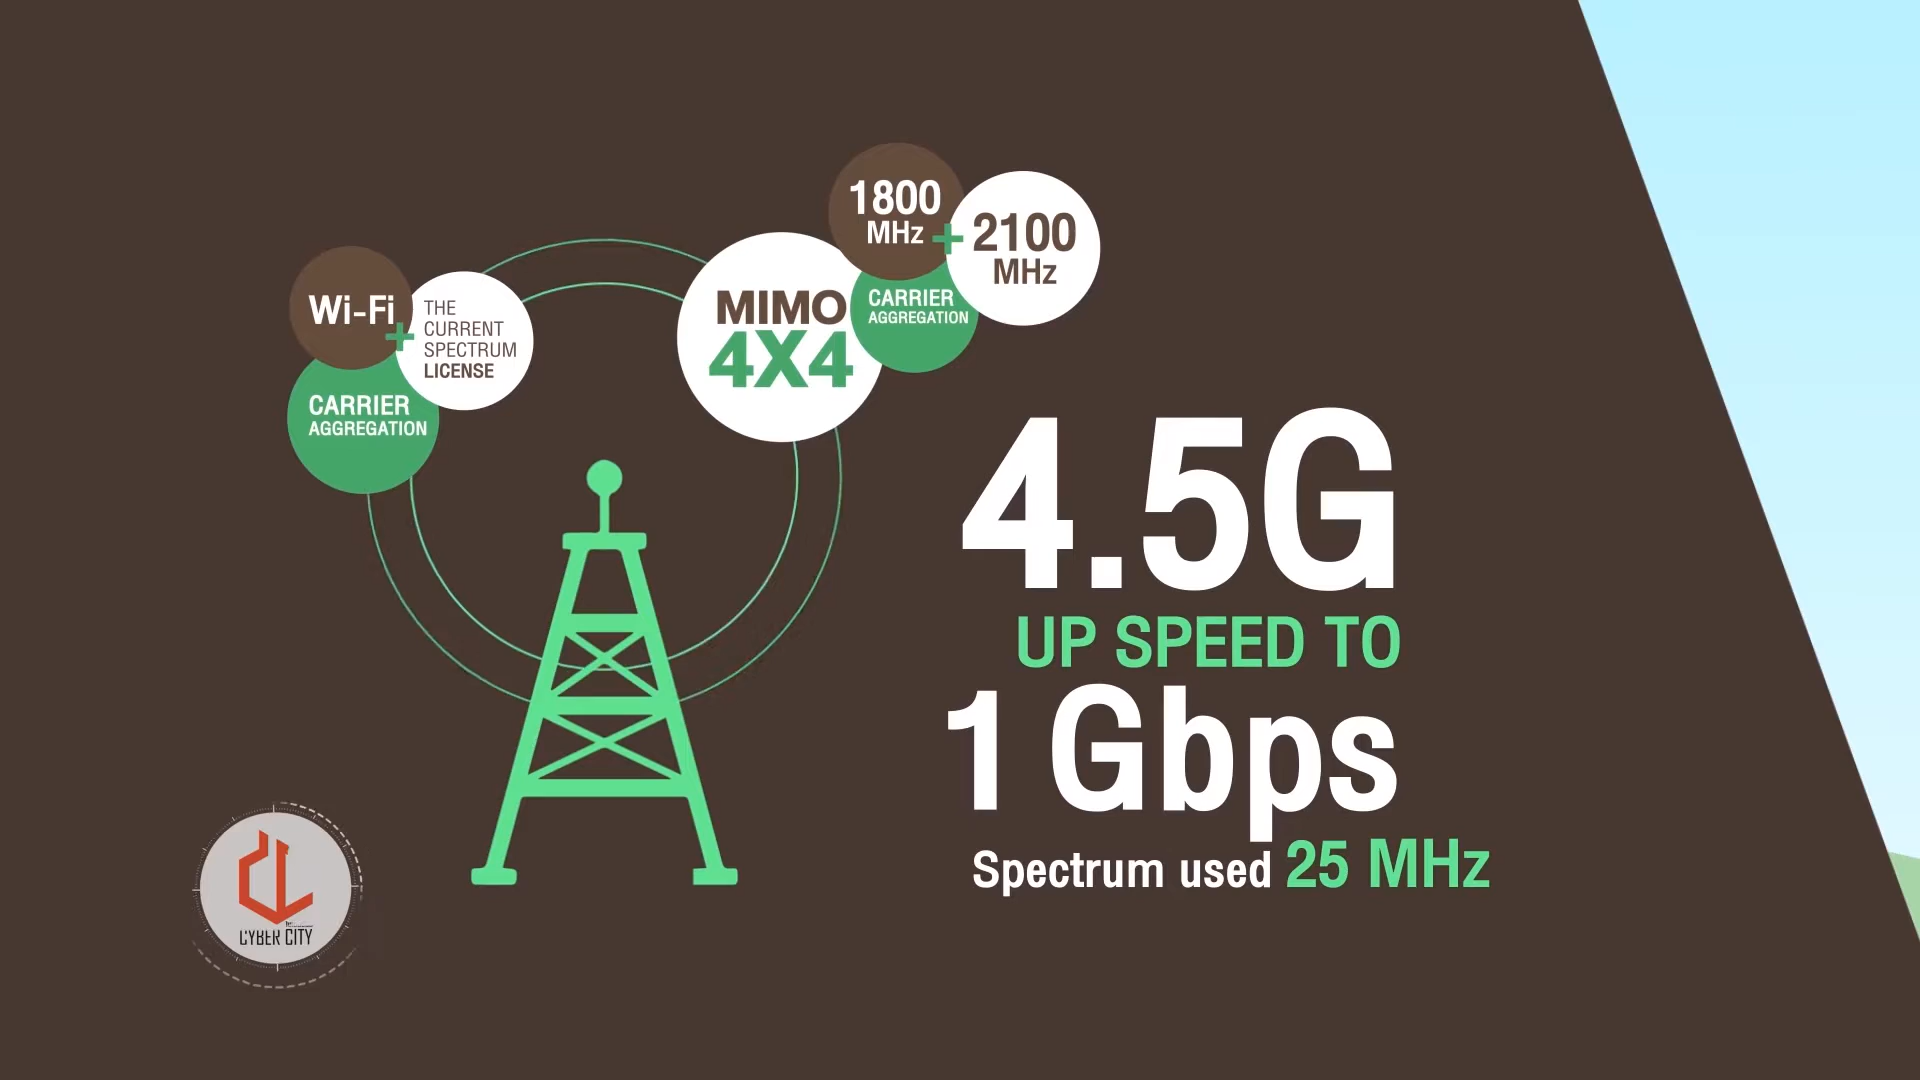 1800
MHz
+
2100
MHz
Wi-Fi
+
THE
CURRENT
SPECTRUM
LICENSE
MIMO
4X4
CARRIER
AGGREGATION
CARRIER
AGGREGATION
4.5G
UP SPEED TO
1 Gbps
Spectrum used 25 MHz
CYBER CITY